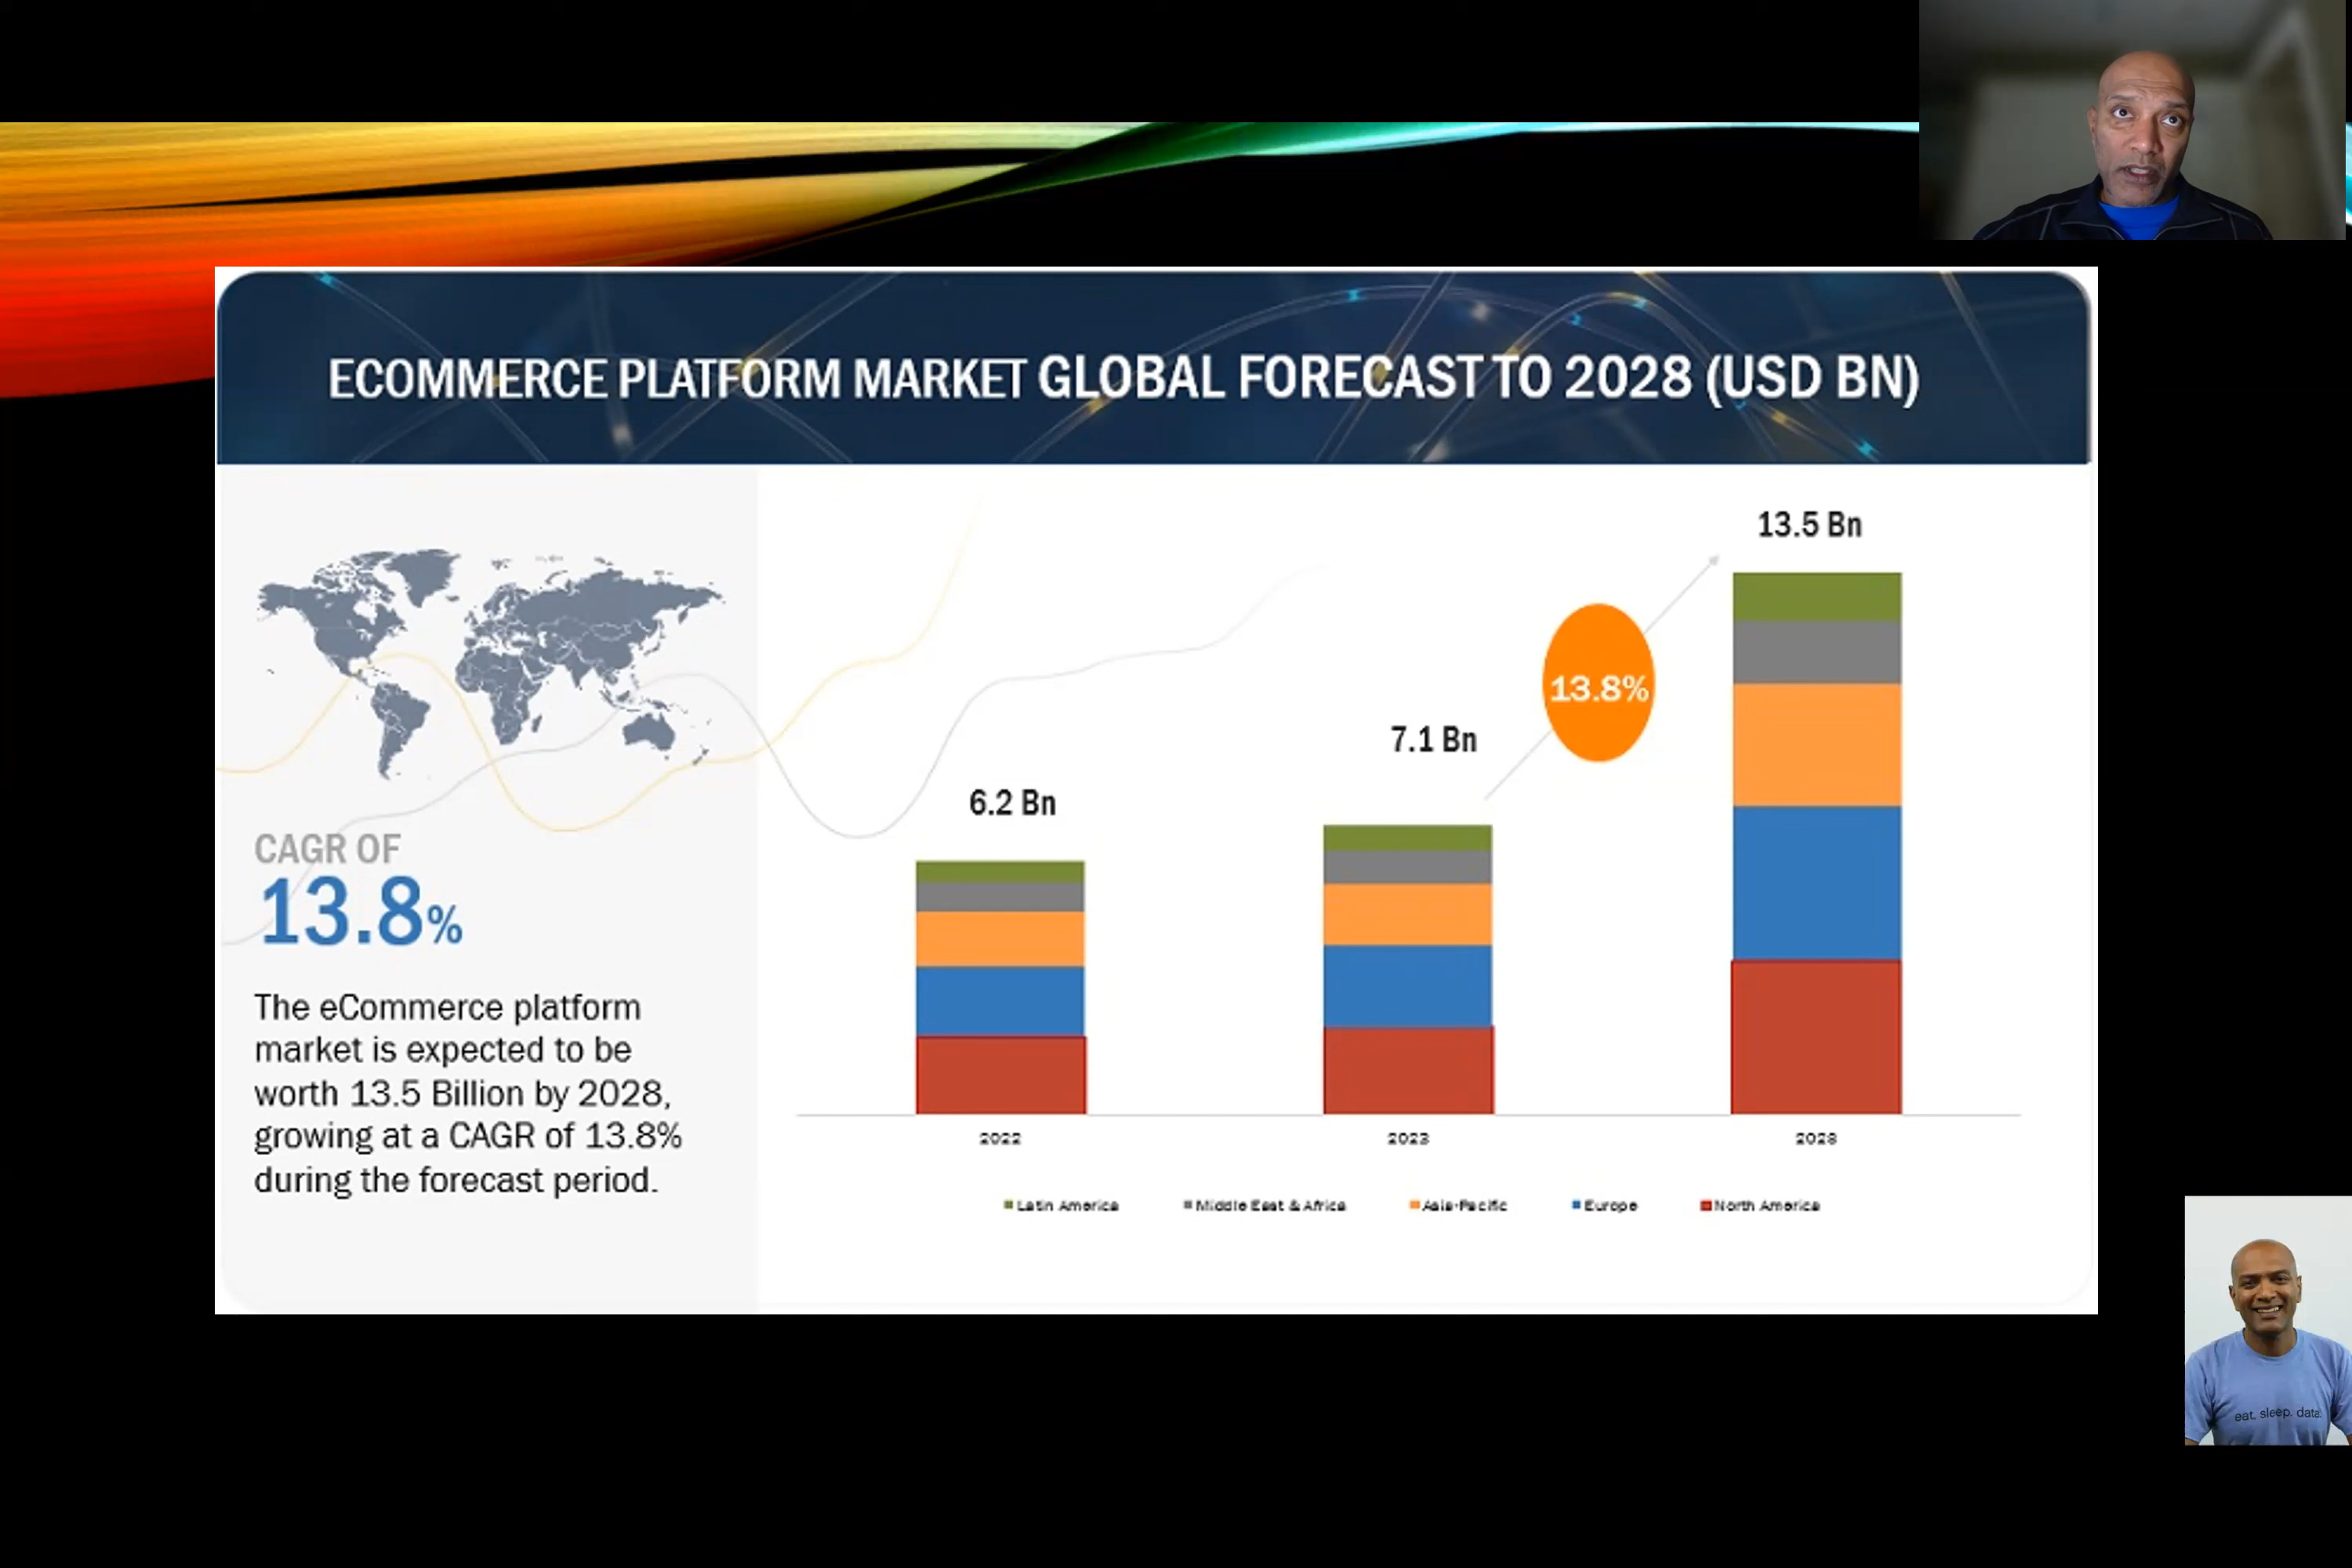 ECOMMERCE PLATFORM MARKET GLOBAL FORECAST TO 2028 (USD BN)
CAGR OF
13.8%
The eCommerce platform
market is expected to be
worth 13.5 Billion by 2028,
growing at a CAGR of 13.8%
during the forecast period.
6.2 Bn
7.1 Bn
13.8%
13.5 Bn
2022
2023
2028
Latin America
Middle East & Africa
Asia-Pacific
Europe
North America
eat. sleep. data.